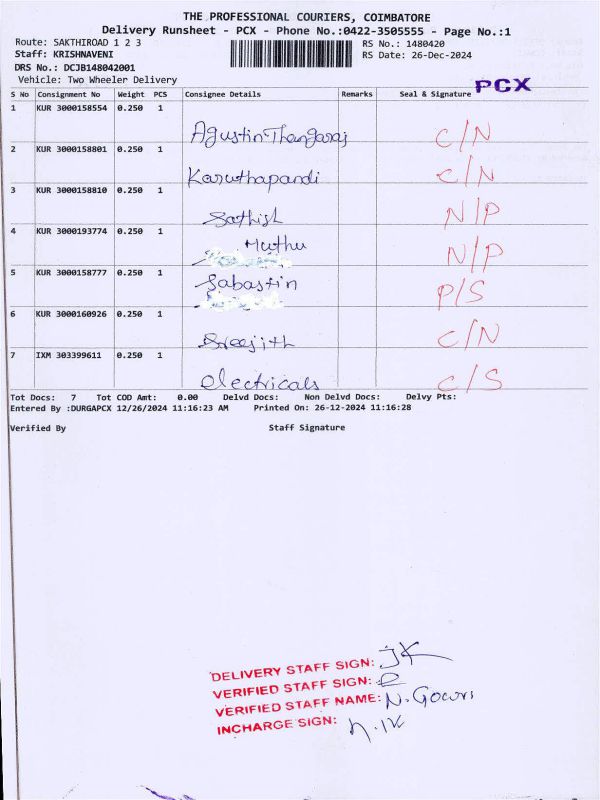 THE PROFESSIONAL COURIERS, COIMBATORE
Delivery Runsheet - PCX - Phone No.:0422-3505555 - Page No.:1
Route: SAKTHIROAD 1 2 3 RS No.: 1480420
Staff: KRISHNAVENI RS Date: 26-Dec-2024
DRS No.: DCJB148042001
Vehicle: Two Wheeler Delivery
PCX
S No Consignment No Weight PCS Consignee Details Remarks Seal & Signature
1 KUR 3000158554 0.250 1 Agustin Thangaraj C/N
2 KUR 3000158801 0.250 1 Karuthapandi C/N
3 KUR 3000158810 0.250 1 Sathish N/P
4 KUR 3000193774 0.250 1 Muthu N/P
5 KUR 3000158777 0.250 1 Sabastin P/S
6 KUR 3000160926 0.250 1 Sreejith C/N
7 IXM 303399611 0.250 1 electricals C/S
Tot Docs: 7 Tot COD Amt: 0.00 Delvd Docs: Non Delvd Docs: Delvy Pts:
Entered By :DURGAPCX 12/26/2024 11:16:23 AM Printed On: 26-12-2024 11:16:28
Verified By Staff Signature
DELIVERY STAFF SIGN: JK
VERIFIED STAFF SIGN:
VERIFIED STAFF NAME: N. Gowri
INCHARGE SIGN: